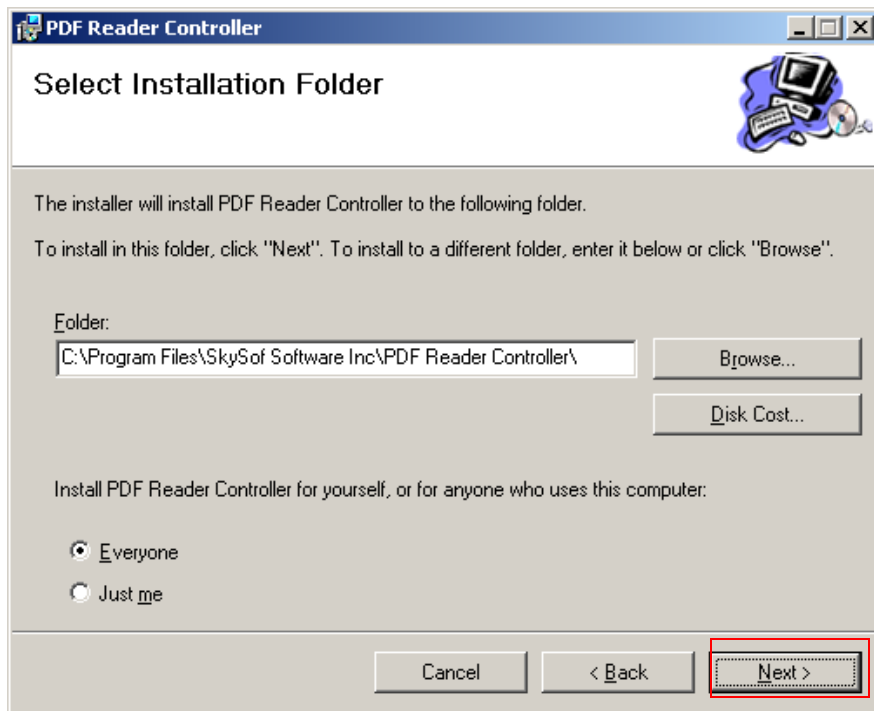 PDF Reader Controller
Select Installation Folder
The installer will install PDF Reader Controller to the following folder.
To install in this folder, click "Next". To install to a different folder, enter it below or click "Browse".
Folder:
C:\Program Files\SkySof Software Inc\PDF Reader Controller\
Browse...
Disk Cost...
Install PDF Reader Controller for yourself, or for anyone who uses this computer:
Everyone
Just me
Cancel
< Back
Next >